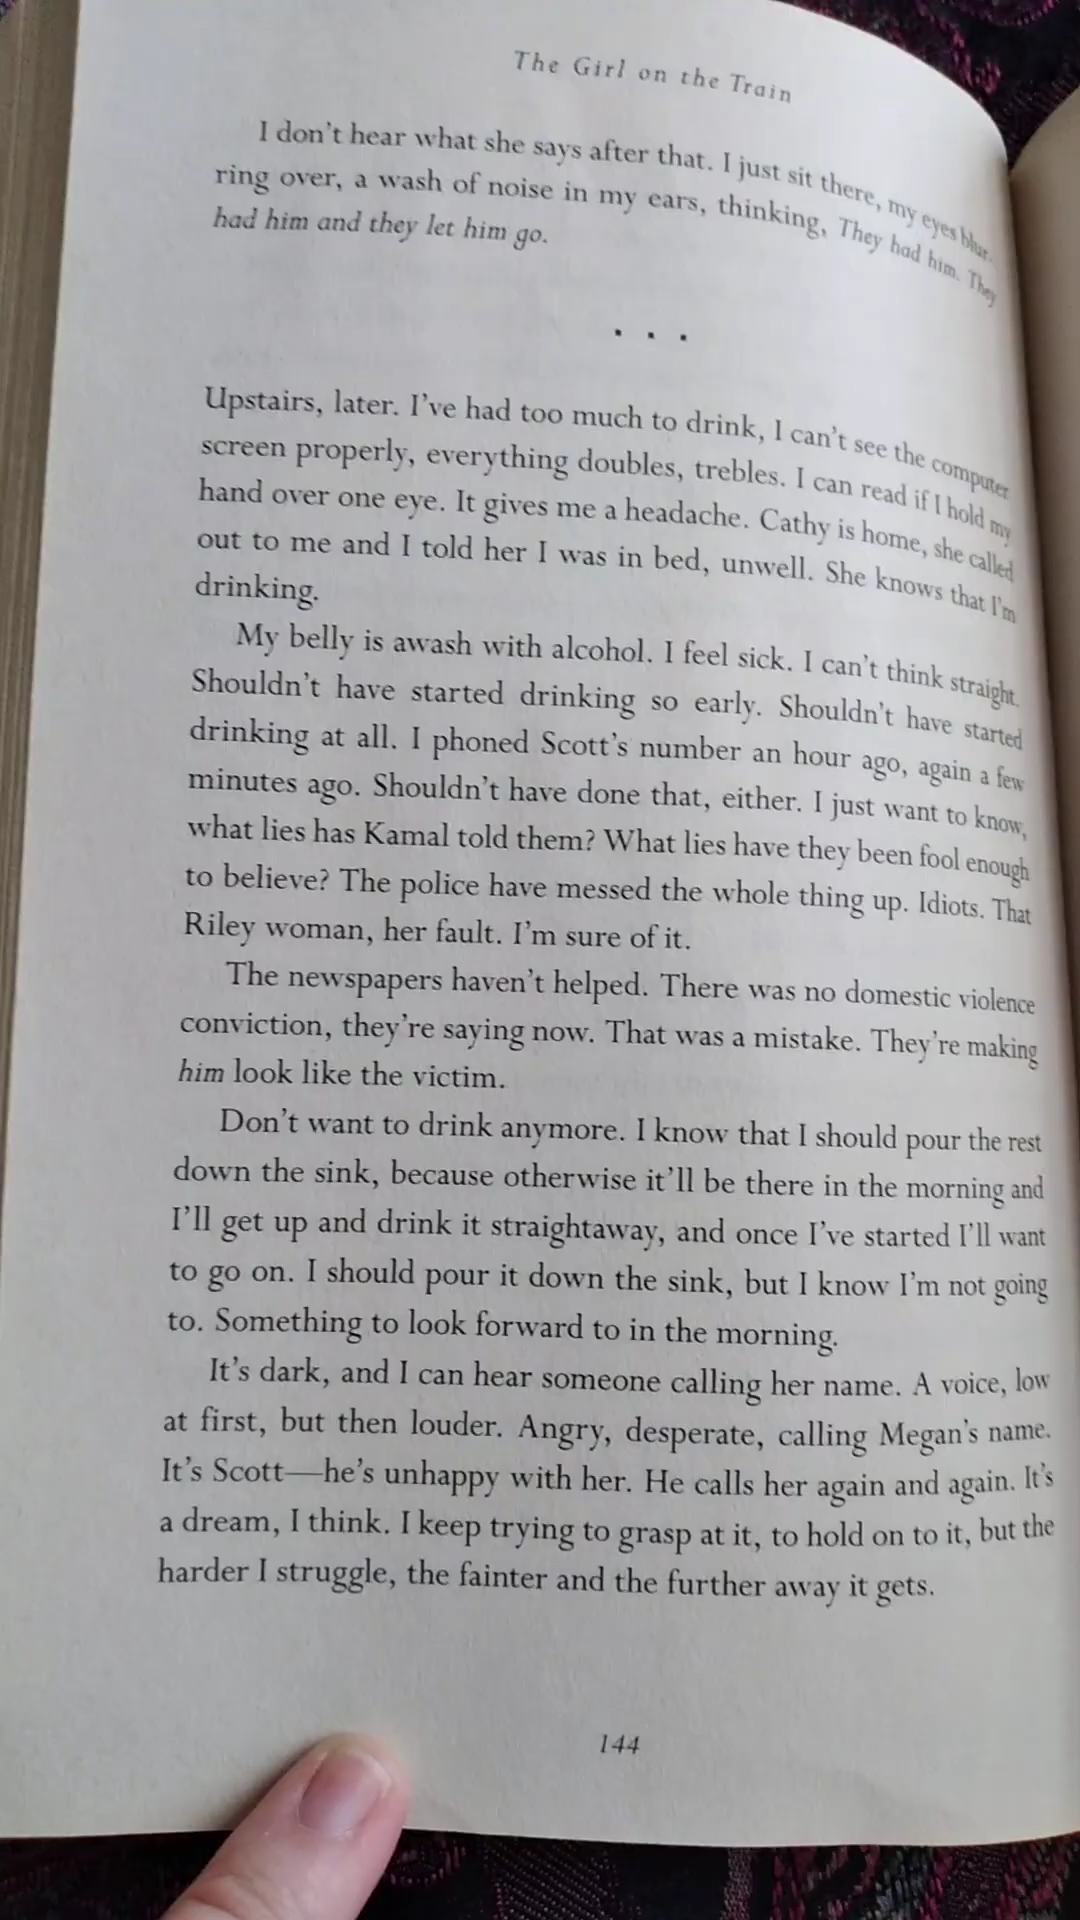 The Girl on the Train
I don't hear what she says after that. I just sit there, my eyes blur-
ring over, a wash of noise in my ears, thinking, They had him. They
had him and they let him go.
. . .
Upstairs, later. I've had too much to drink, I can't see the computer
screen properly, everything doubles, trebles. I can read if I hold my
hand over one eye. It gives me a headache. Cathy is home, she called
out to me and I told her I was in bed, unwell. She knows that I'm
drinking.
My belly is awash with alcohol. I feel sick. I can't think straight.
Shouldn't have started drinking so early. Shouldn't have started
drinking at all. I phoned Scott's number an hour ago, again a few
minutes ago. Shouldn't have done that, either. I just want to know,
what lies has Kamal told them? What lies have they been fool enough
to believe? The police have messed the whole thing up. Idiots. That
Riley woman, her fault. I'm sure of it.
The newspapers haven't helped. There was no domestic violence
conviction, they're saying now. That was a mistake. They're making
him look like the victim.
Don't want to drink anymore. I know that I should pour the rest
down the sink, because otherwise it'll be there in the morning and
I'll get up and drink it straightaway, and once I've started I'll want
to go on. I should pour it down the sink, but I know I'm not going
to. Something to look forward to in the morning.
It's dark, and I can hear someone calling her name. A voice, low
at first, but then louder. Angry, desperate, calling Megan's name.
It's Scott—he's unhappy with her. He calls her again and again. It's
a dream, I think. I keep trying to grasp at it, to hold on to it, but the
harder I struggle, the fainter and the further away it gets.
144